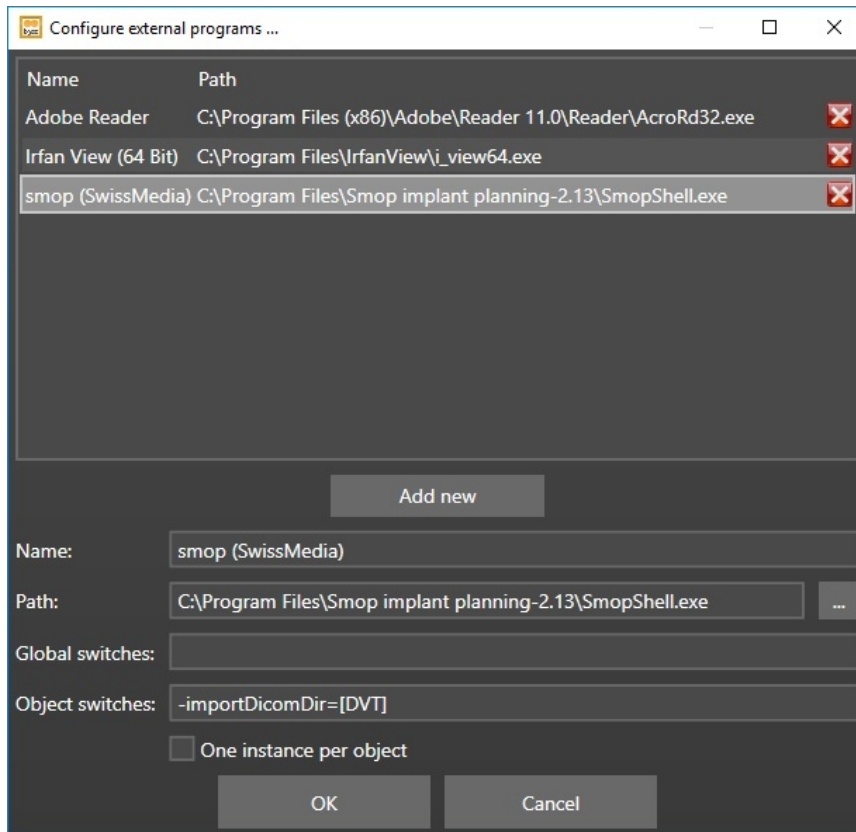 Configure external programs ...
Name Path
Adobe Reader C:\Program Files (x86)\Adobe\Reader 11.0\Reader\AcroRd32.exe
Irfan View (64 Bit) C:\Program Files\IrfanView\i_view64.exe
smop (SwissMedia) C:\Program Files\Smop implant planning-2.13\SmopShell.exe
Add new
Name: smop (SwissMedia)
Path: C:\Program Files\Smop implant planning-2.13\SmopShell.exe ...
Global switches:
Object switches: -importDicomDir=[DVT]
One instance per object
OK Cancel